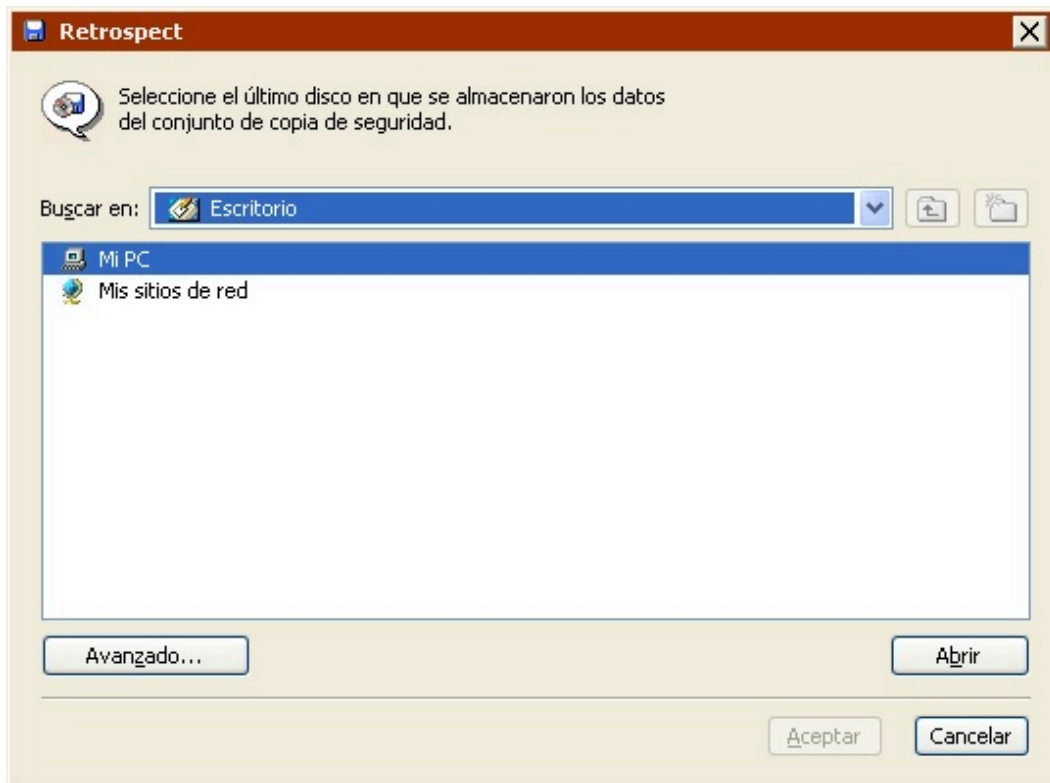 Retrospect
Seleccione el último disco en que se almacenaron los datos
del conjunto de copia de seguridad.
Buscar en: Escritorio
Mi PC
Mis sitios de red
Avanzado... Abrir
Aceptar Cancelar